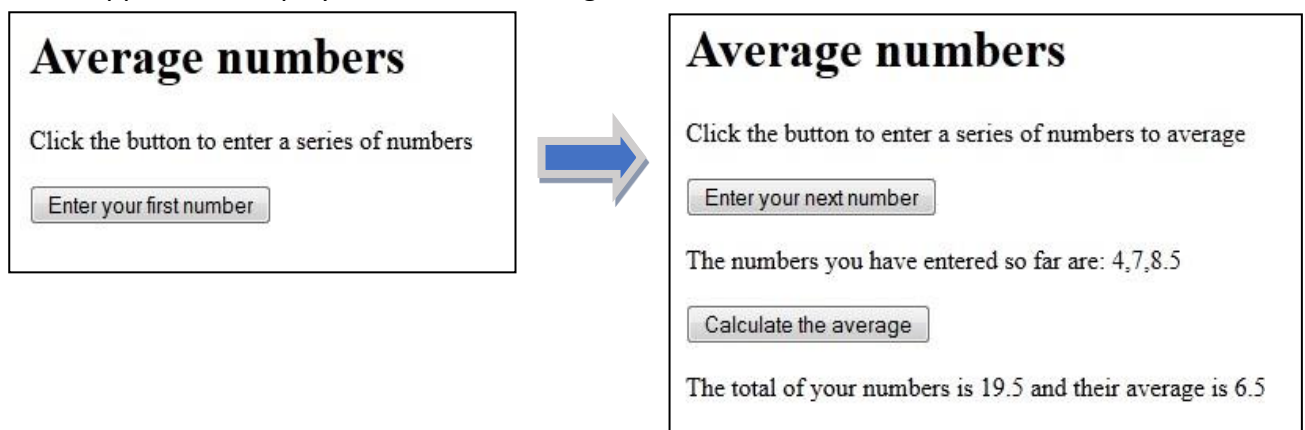 Average numbers
Click the button to enter a series of numbers
Enter your first number
Average numbers
Click the button to enter a series of numbers to average
Enter your next number
The numbers you have entered so far are: 4,7,8.5
Calculate the average
The total of your numbers is 19.5 and their average is 6.5